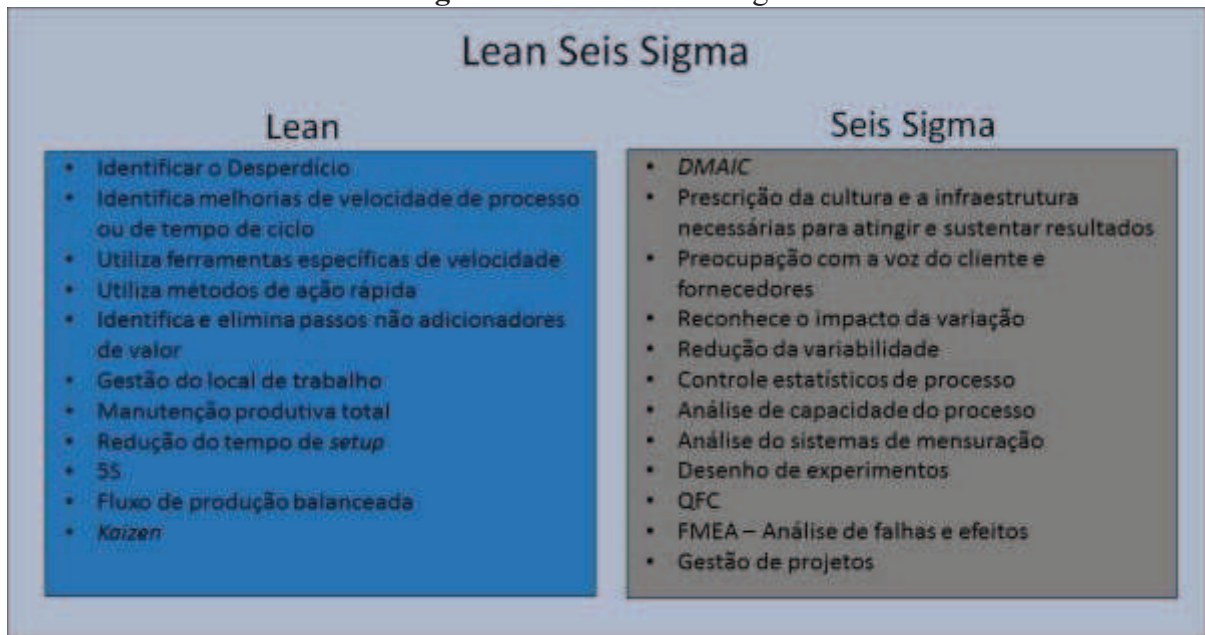 Lean Seis Sigma
Lean
• Identificar o Desperdício
• Identifica melhorias de velocidade de processo
ou de tempo de ciclo
• Utiliza ferramentas específicas de velocidade
• Utiliza métodos de ação rápida
• Identifica e elimina passos não adicionadores
de valor
• Gestão do local de trabalho
• Manutenção produtiva total
• Redução do tempo de setup
• 5S
• Fluxo de produção balanceada
• Kaizen
Seis Sigma
• DMAIC
• Prescrição da cultura e a infraestrutura
necessárias para atingir e sustentar resultados
• Preocupação com a voz do cliente e
fornecedores
• Reconhece o impacto da variação
• Redução da variabilidade
• Controle estatísticos de processo
• Análise de capacidade do processo
• Análise do sistemas de mensuração
• Desenho de experimentos
• QFC
• FMEA – Análise de falhas e efeitos
• Gestão de projetos